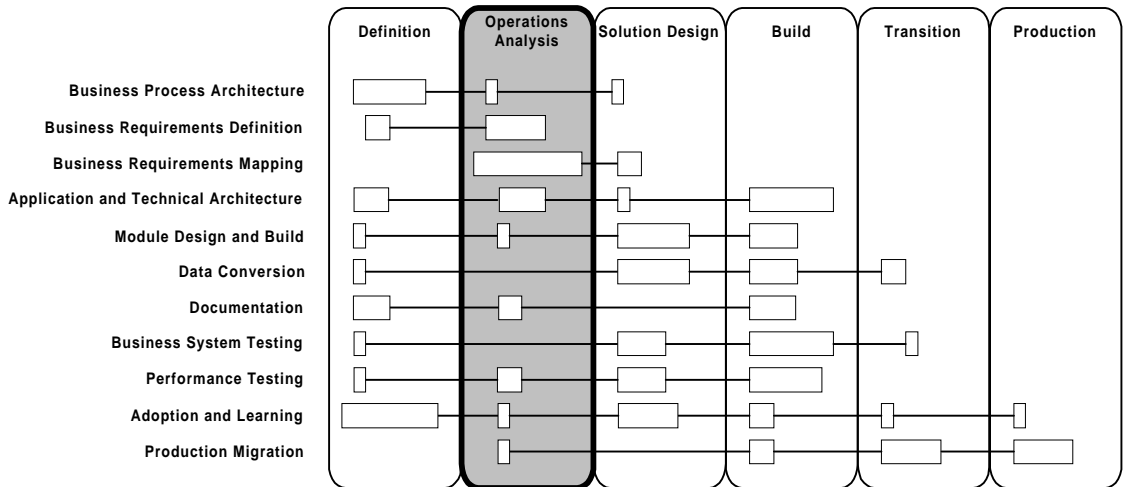 Definition
Operations
Analysis
Solution Design
Build
Transition
Production
Business Process Architecture
Business Requirements Definition
Business Requirements Mapping
Application and Technical Architecture
Module Design and Build
Data Conversion
Documentation
Business System Testing
Performance Testing
Adoption and Learning
Production Migration